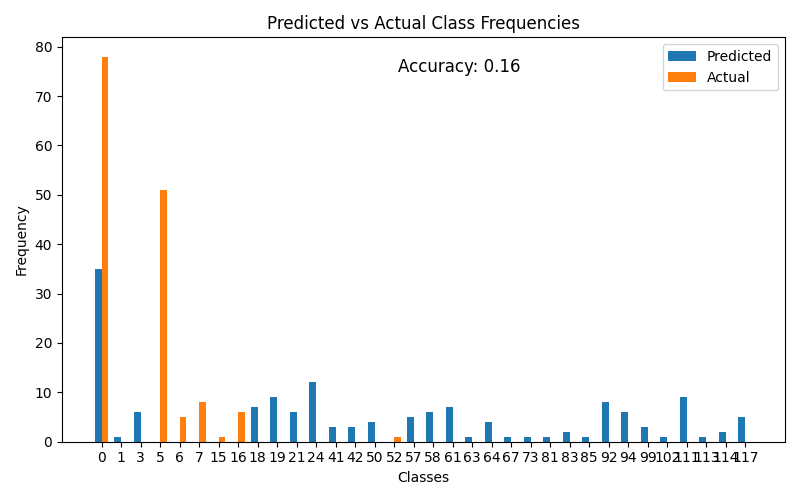 Predicted vs Actual Class Frequencies
Accuracy: 0.16
Predicted
Actual
80
70
60
50
40
30
20
10
0
Frequency
0 1 3 5 6 7 15 16 18 19 21 24 41 42 50 52 57 58 61 63 64 67 73 81 83 85 92 94 99 102 111 113 114 117
Classes